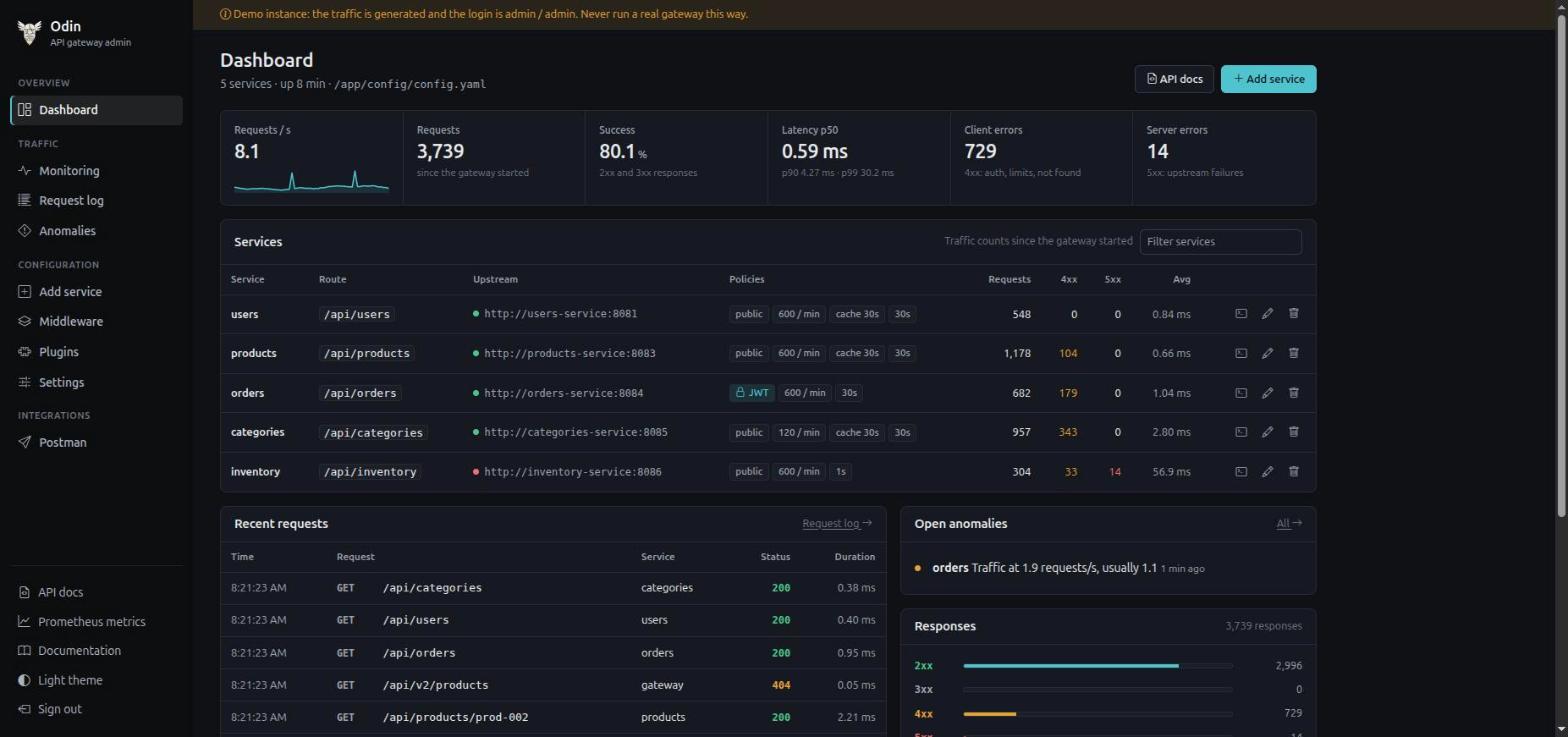 Demo instance: the traffic is generated and the login is admin / admin. Never run a real gateway this way.
Odin
API gateway admin
OVERVIEW
Dashboard
TRAFFIC
Monitoring
Request log
Anomalies
CONFIGURATION
Add service
Middleware
Plugins
Settings
INTEGRATIONS
Postman
API docs
Prometheus metrics
Documentation
Light theme
Sign out
Dashboard
5 services · up 8 min · /app/config/config.yaml
API docs
+ Add service
Requests / s
8.1
Requests
3,739
since the gateway started
Success
80.1 %
2xx and 3xx responses
Latency p50
0.59 ms
p90 4.27 ms · p99 30.2 ms
Client errors
729
4xx: auth, limits, not found
Server errors
14
5xx: upstream failures
Services
Traffic counts since the gateway started
Filter services
Service Route Upstream Policies Requests 4xx 5xx Avg
users /api/users http://users-service:8081 public 600 / min cache 30s 30s 548 0 0 0.84 ms
products /api/products http://products-service:8083 public 600 / min cache 30s 30s 1,178 104 0 0.66 ms
orders /api/orders http://orders-service:8084 JWT 600 / min 30s 682 179 0 1.04 ms
categories /api/categories http://categories-service:8085 public 120 / min cache 30s 30s 957 343 0 2.80 ms
inventory /api/inventory http://inventory-service:8086 public 600 / min 1s 304 33 14 56.9 ms
Recent requests
Request log →
Time Request Service Status Duration
8:21:23 AM GET /api/categories categories 200 0.38 ms
8:21:23 AM GET /api/users users 200 0.40 ms
8:21:23 AM GET /api/orders orders 200 0.95 ms
8:21:23 AM GET /api/v2/products gateway 404 0.05 ms
8:21:23 AM GET /api/products/prod-002 products 200 2.21 ms
Open anomalies
All →
orders Traffic at 1.9 requests/s, usually 1.1 1 min ago
Responses
3,739 responses
2xx 2,996
3xx 0
4xx 729
5xx 14